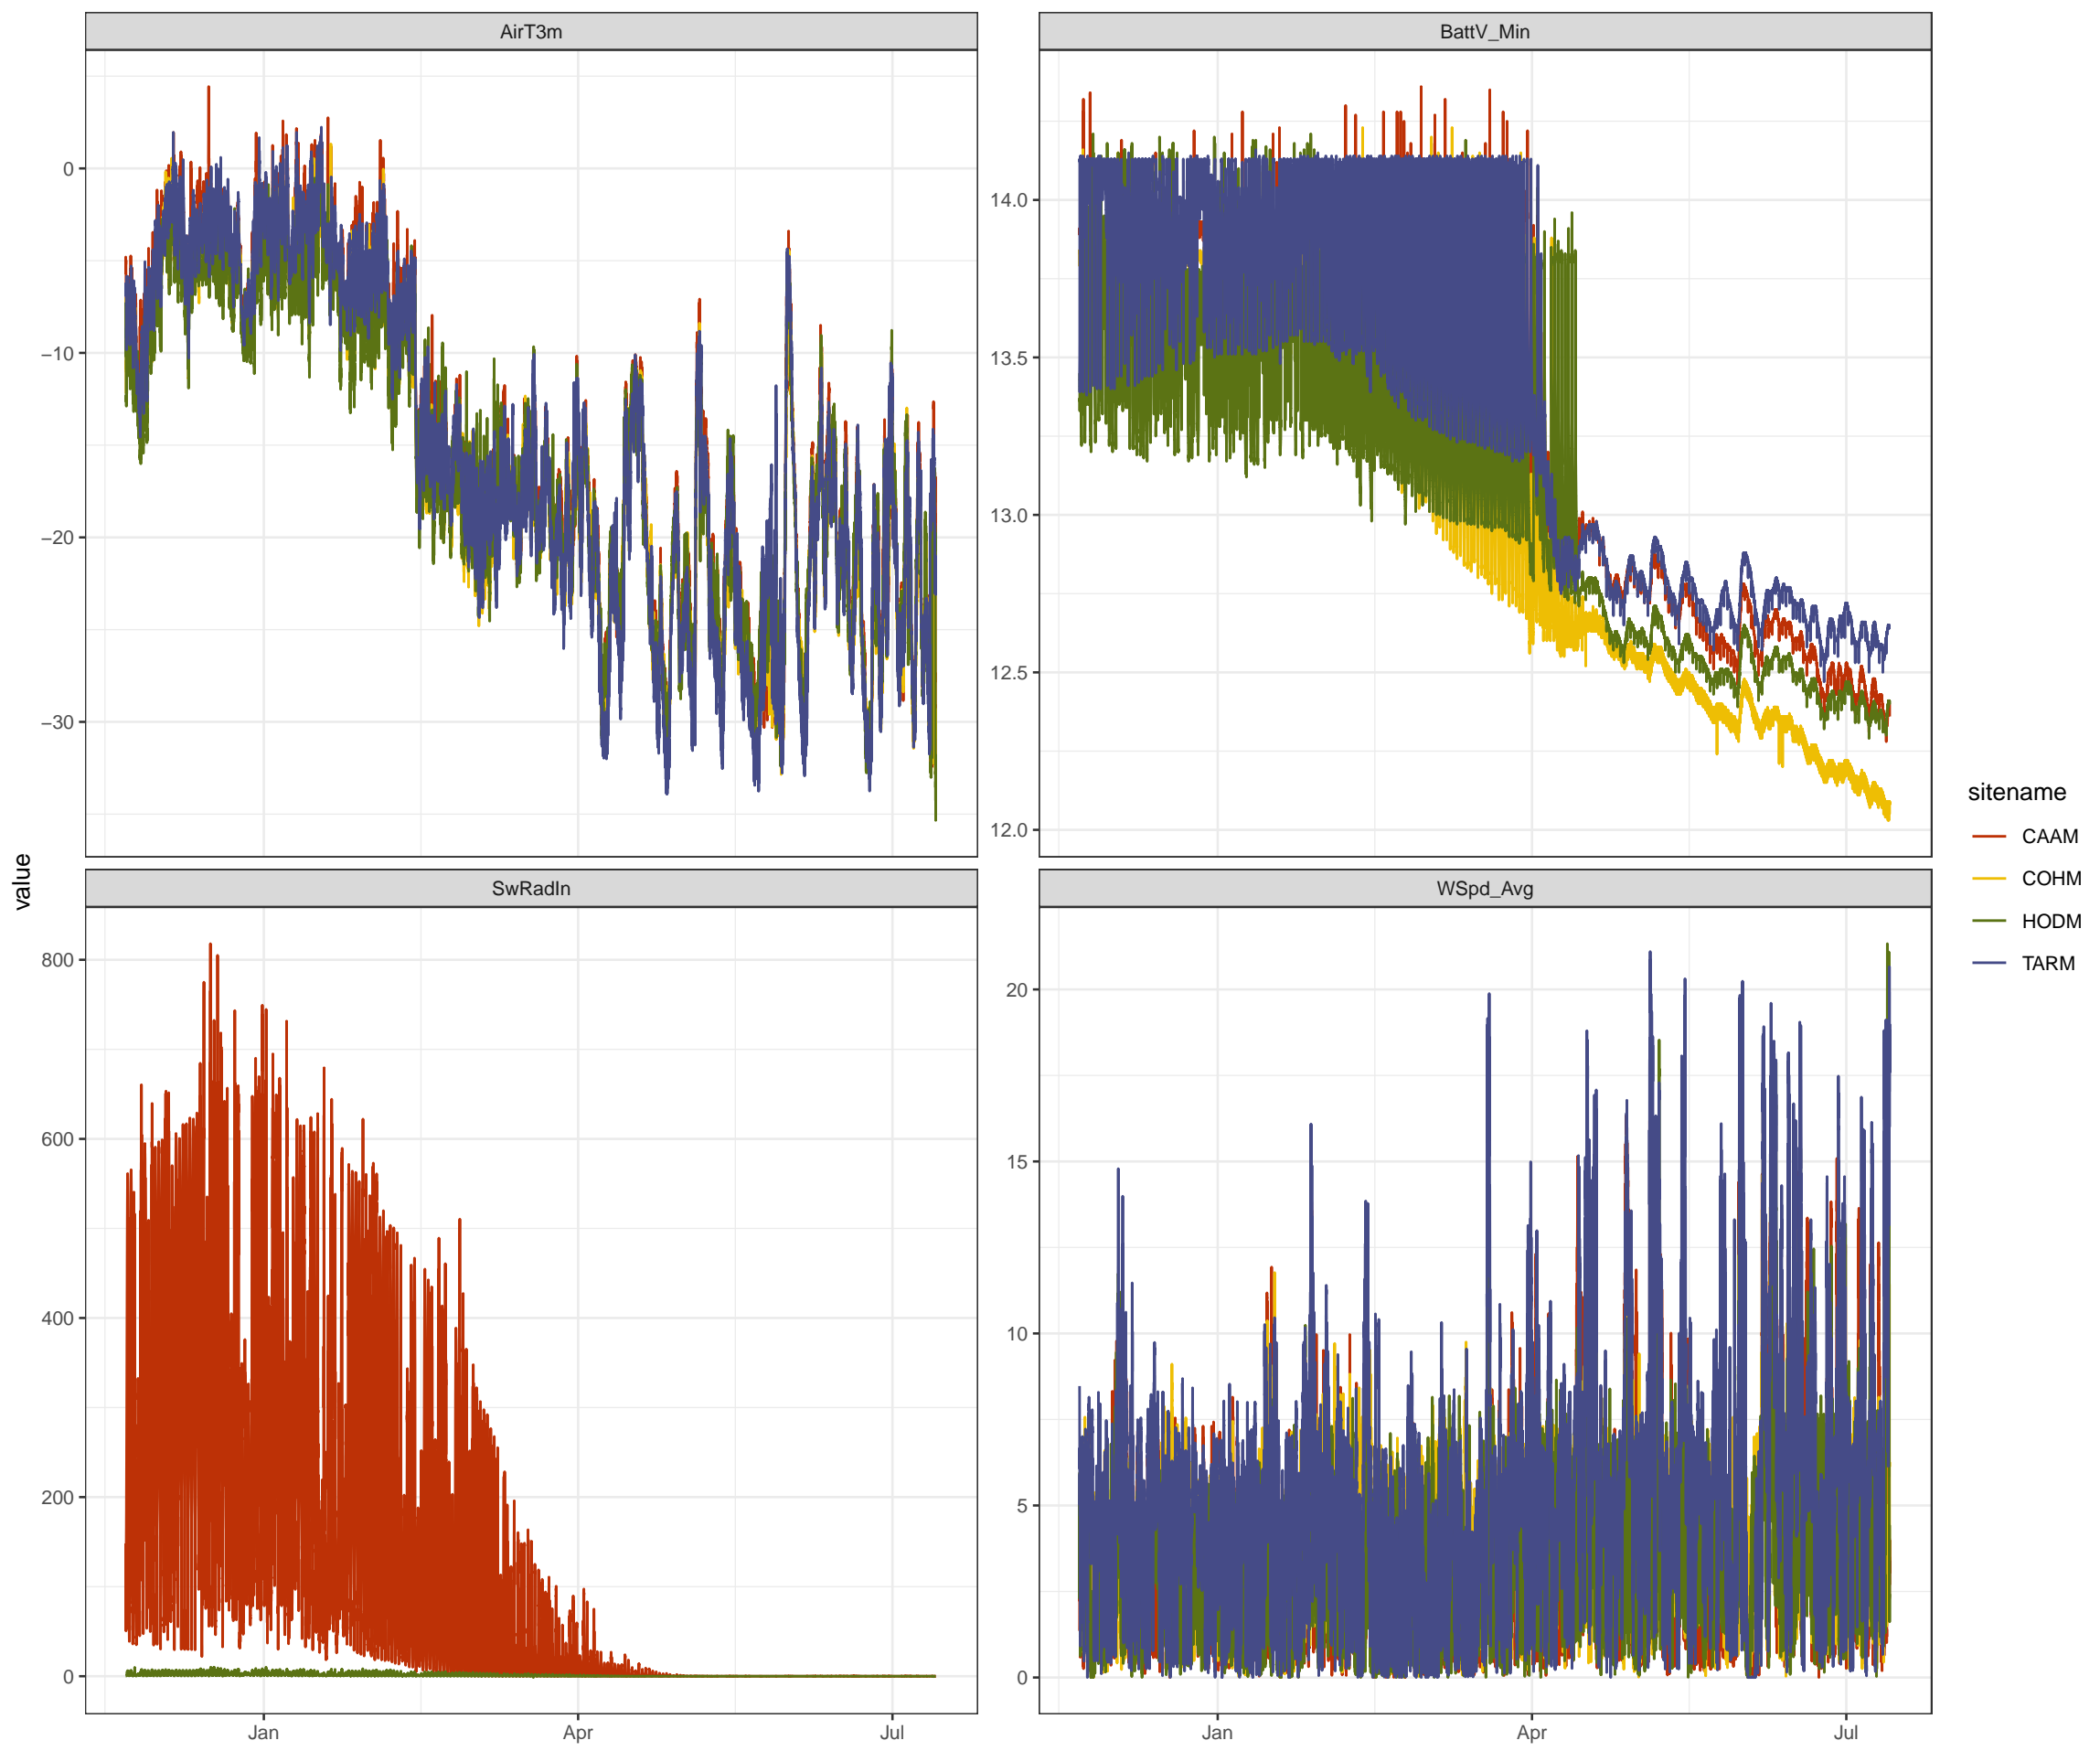 AirT3m
BattV_Min
0
−10
−20
−30
14.0
13.5
13.0
12.5
12.0
value
SwRadIn
WSpd_Avg
800
600
400
200
0
20
15
10
5
0
Jan Apr Jul
Jan Apr Jul
sitename
CAAM
COHM
HODM
TARM